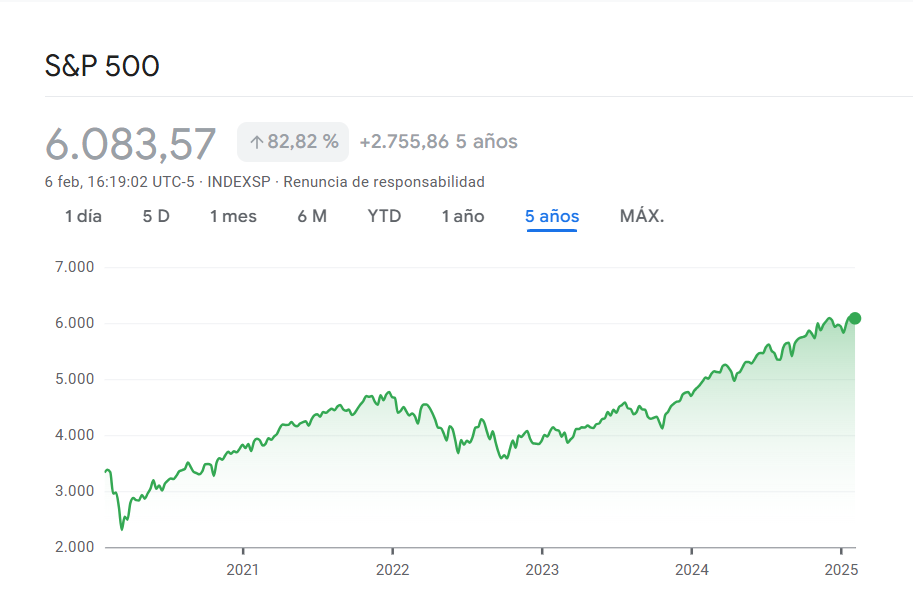 S&P 500
6.083,57 ↑ 82,82 % +2.755,86 5 años
6 feb, 16:19:02 UTC-5 · INDEXSP · Renuncia de responsabilidad
1 día 5 D 1 mes 6 M YTD 1 año 5 años MÁX.
7.000
6.000
5.000
4.000
3.000
2.000
2021 2022 2023 2024 2025